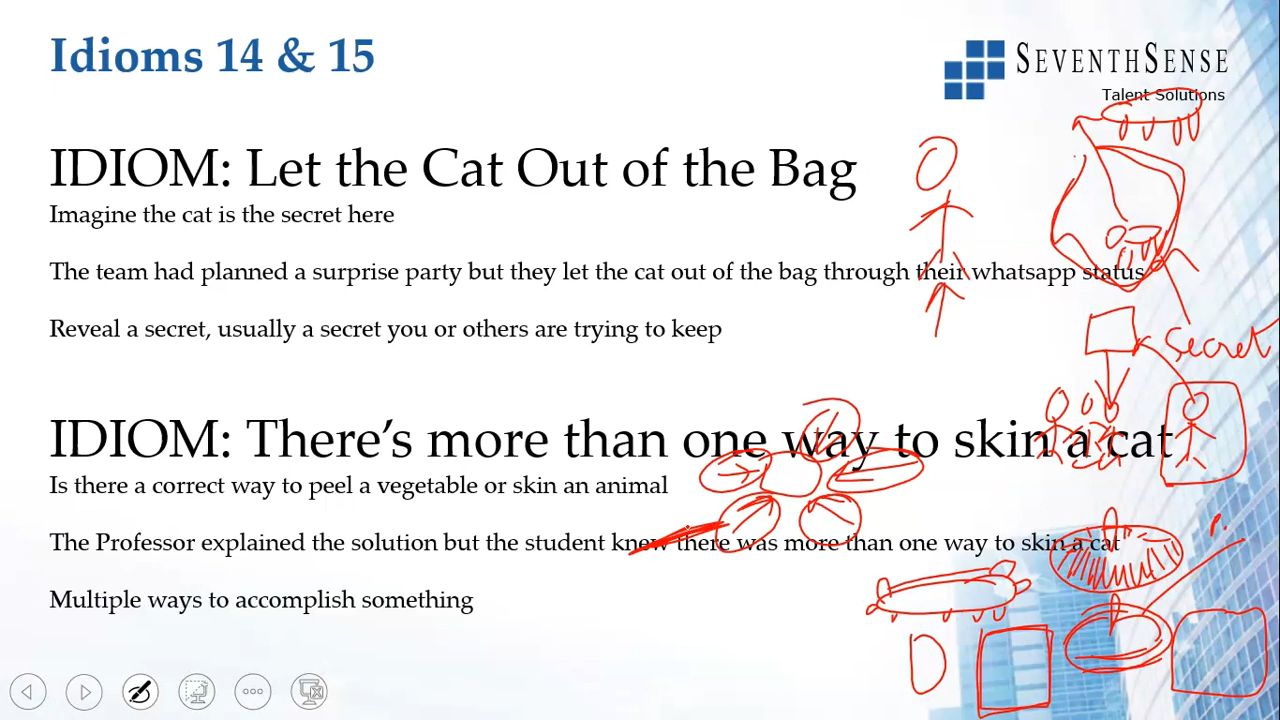 Idioms 14 & 15
SEVENTHSENSE
Talent Solutions
IDIOM: Let the Cat Out of the Bag
Imagine the cat is the secret here
The team had planned a surprise party but they let the cat out of the bag through their whatsapp status
Reveal a secret, usually a secret you or others are trying to keep
Secret
IDIOM: There's more than one way to skin a cat
Is there a correct way to peel a vegetable or skin an animal
The Professor explained the solution but the student knew there was more than one way to skin a cat
Multiple ways to accomplish something